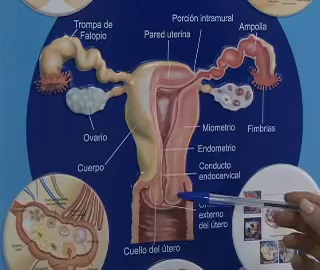 Trompa de
Falopio
Porción intramural
Pared uterina
Ampolla
Ovario
Miometrio
Fimbrias
Endometrio
Cuerpo
Conducto
endocervical
externo
del útero
Cuello del útero